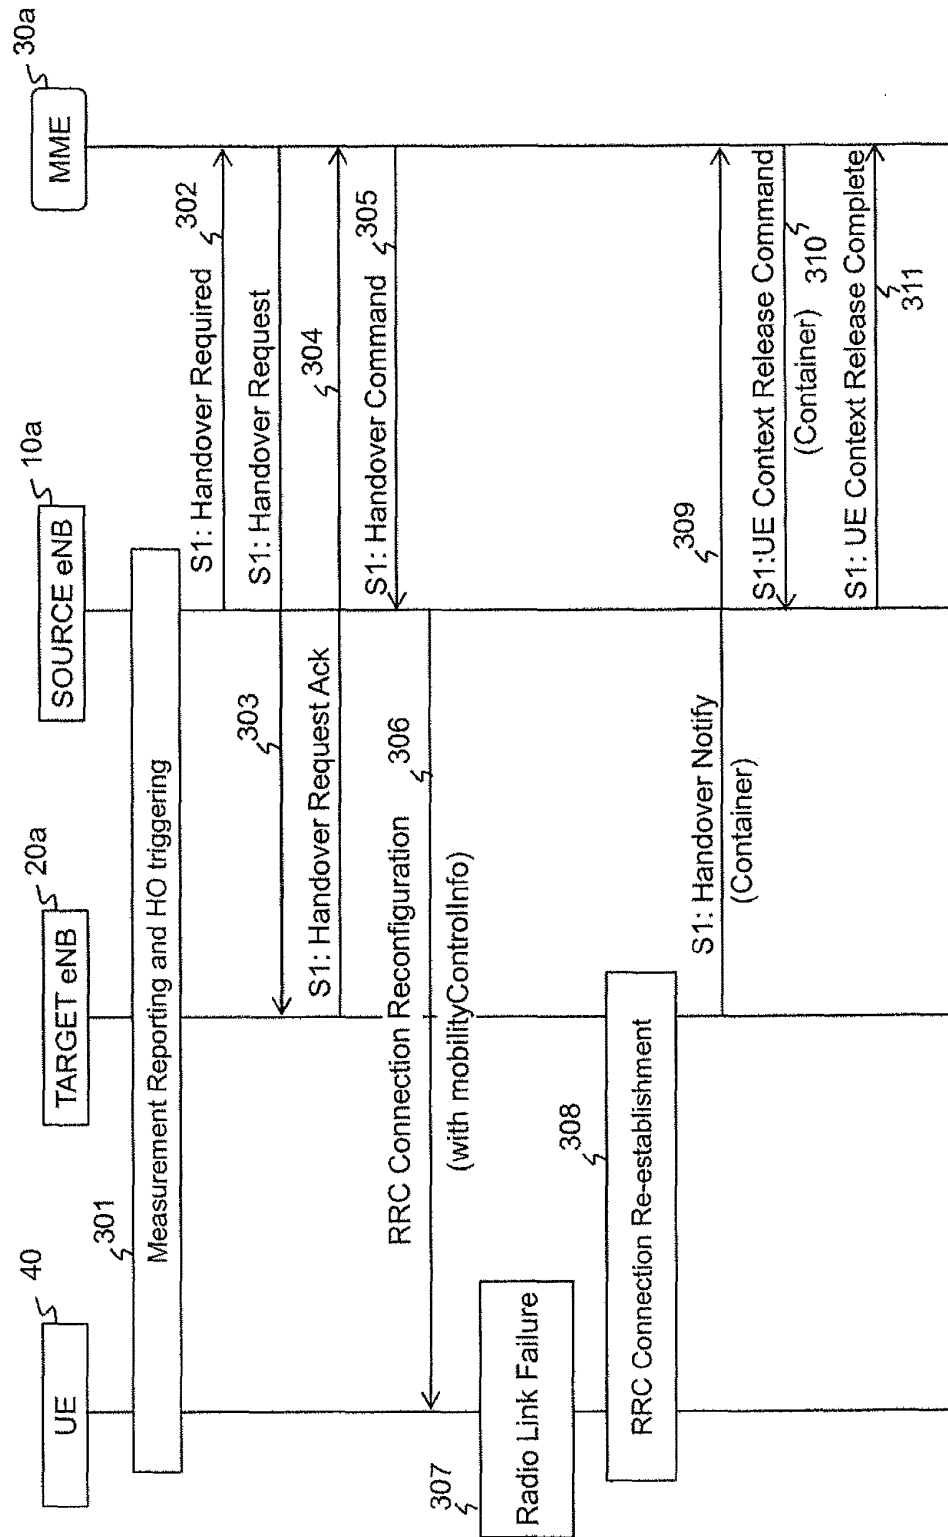 UE
40
TARGET eNB
20a
SOURCE eNB
10a
MME
30a
301
Measurement Reporting and HO triggering
S1: Handover Required
302
303
S1: Handover Request
S1: Handover Request Ack
304
S1: Handover Command
305
RRC Connection Reconfiguration
306
(with mobilityControlInfo)
307
Radio Link Failure
308
RRC Connection Re-establishment
S1: Handover Notify
309
(Container)
S1:UE Context Release Command
(Container)
310
S1: UE Context Release Complete
311